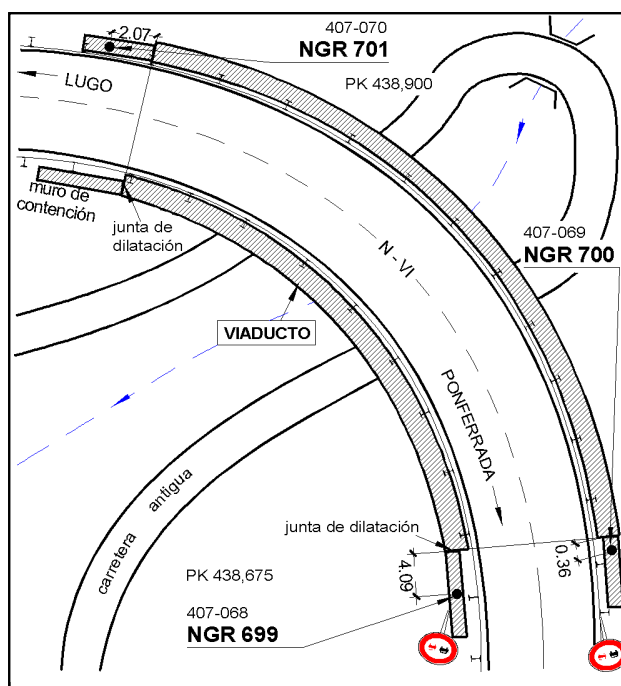 2.07
407-070
NGR 701
LUGO
PK 438,900
muro de
contención
junta de
dilatación
407-069
NGR 700
N - VI
VIADUCTO
PONFERRADA
carretera antigua
junta de dilatación
0.36
4.09
PK 438,675
407-068
NGR 699